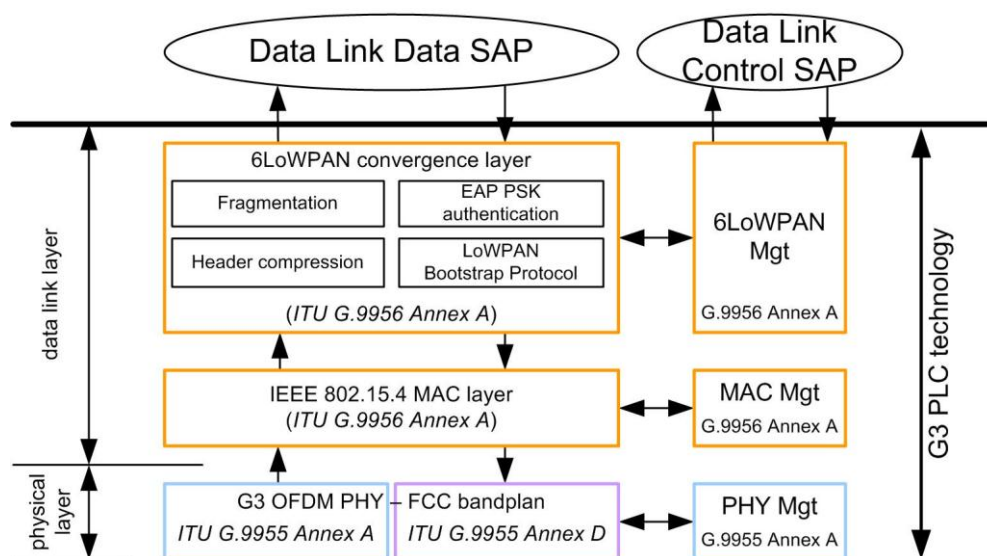 Data Link Data SAP
Data Link
Control SAP
6LoWPAN convergence layer
Fragmentation
EAP PSK
authentication
Header compression
LoWPAN
Bootstrap Protocol
(ITU G.9956 Annex A)
6LoWPAN
Mgt
G.9956 Annex A
IEEE 802.15.4 MAC layer
(ITU G.9956 Annex A)
MAC Mgt
G.9956 Annex A
G3 OFDM PHY – FCC bandplan
ITU G.9955 Annex A
ITU G.9955 Annex D
PHY Mgt
G.9955 Annex A
data link layer
physical
layer
G3 PLC technology